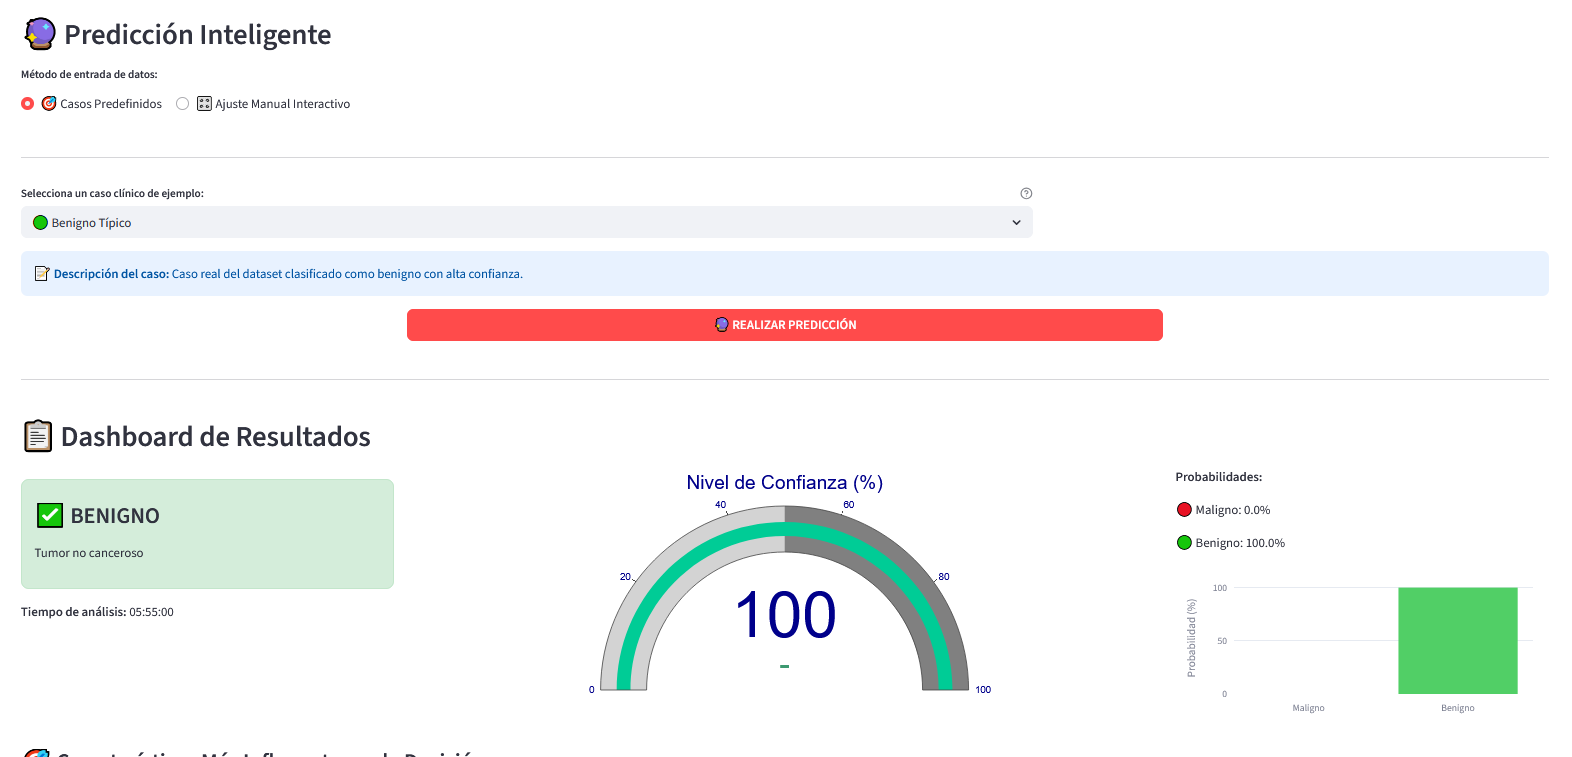 Predicción Inteligente
Método de entrada de datos:
Casos Predefinidos
Ajuste Manual Interactivo
Selecciona un caso clínico de ejemplo:
Benigno Típico
Descripción del caso: Caso real del dataset clasificado como benigno con alta confianza.
REALIZAR PREDICCIÓN
Dashboard de Resultados
BENIGNO
Tumor no canceroso
Tiempo de análisis: 05:55:00
Nivel de Confianza (%)
0
20
40
60
80
100
100
-
Probabilidades:
Maligno: 0.0%
Benigno: 100.0%
Probabilidad (%)
100
50
0
Maligno
Benigno